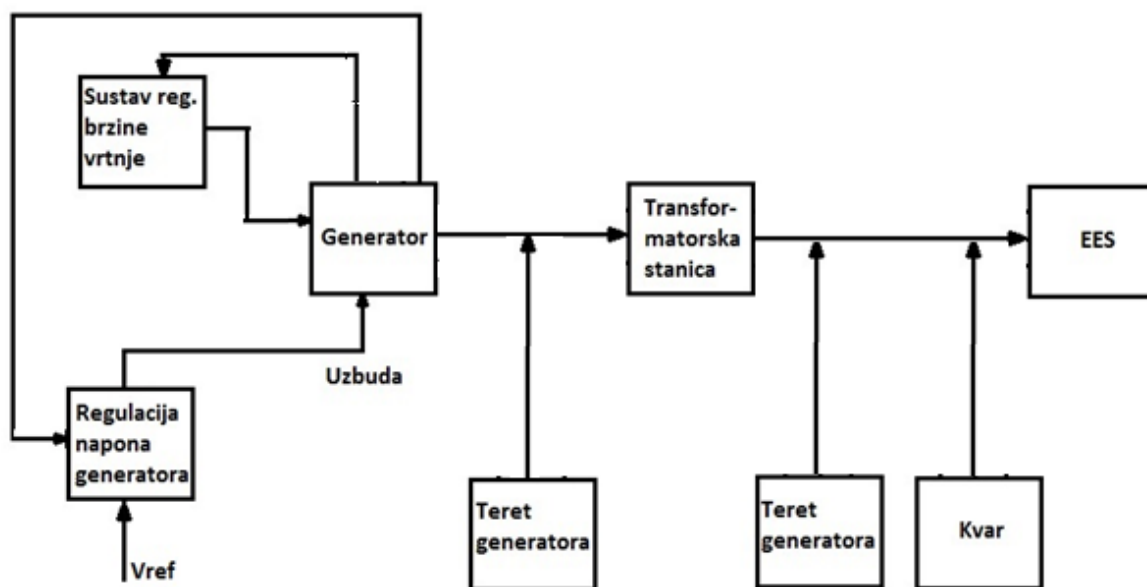 Sustav reg.
brzine
vrtnje
Generator
Transfor-
matorska
stanica
EES
Uzbuda
Regulacija
napona
generatora
Vref
Teret
generatora
Teret
generatora
Kvar